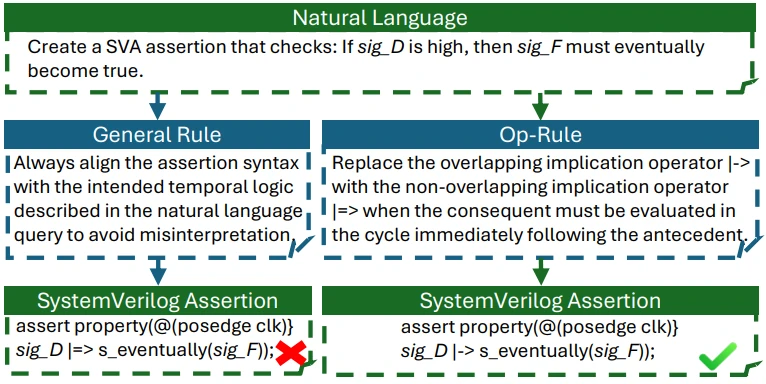 Natural Language
Create a SVA assertion that checks: If sig_D is high, then sig_F must eventually
become true.
General Rule
Always align the assertion syntax
with the intended temporal logic
described in the natural language
query to avoid misinterpretation.
Op-Rule
Replace the overlapping implication operator |->
with the non-overlapping implication operator
|=> when the consequent must be evaluated in
the cycle immediately following the antecedent.
SystemVerilog Assertion
assert property(@(posedge clk)}
sig_D |=> s_eventually(sig_F));
SystemVerilog Assertion
assert property(@(posedge clk)}
sig_D |-> s_eventually(sig_F));